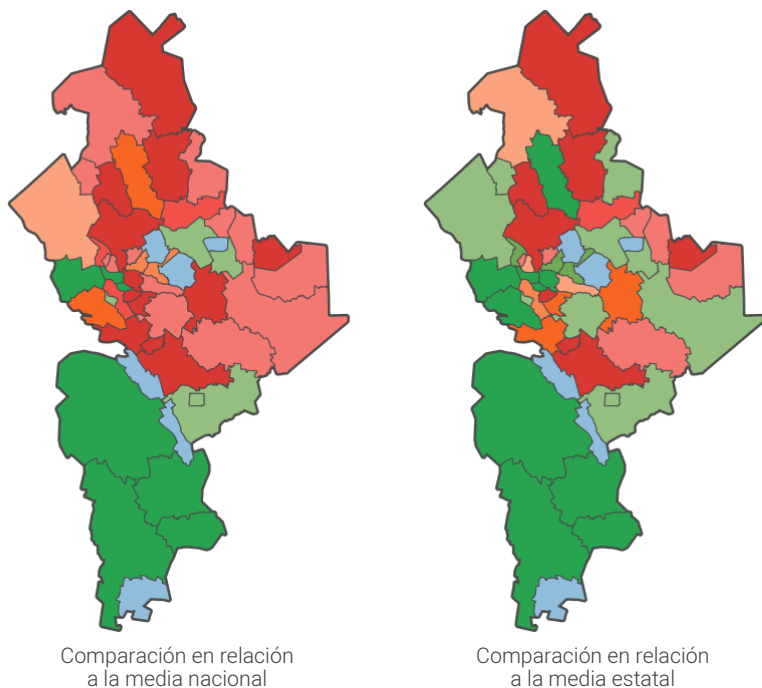 Comparación en relación
a la media nacional
Comparación en relación
a la media estatal